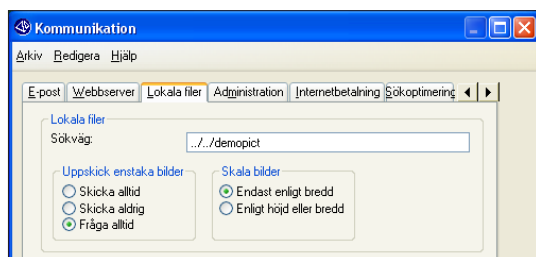 Kommunikation
Arkiv Redigera Hjälp
E-post Webbserver Lokala filer Administration Internetbetalning Sökoptimering
Lokala filer
Sökväg: ../../demopict
Uppskick enstaka bilder Skala bilder
Skicka alltid Endast enligt bredd
Skicka aldrig Enligt höjd eller bredd
Fråga alltid